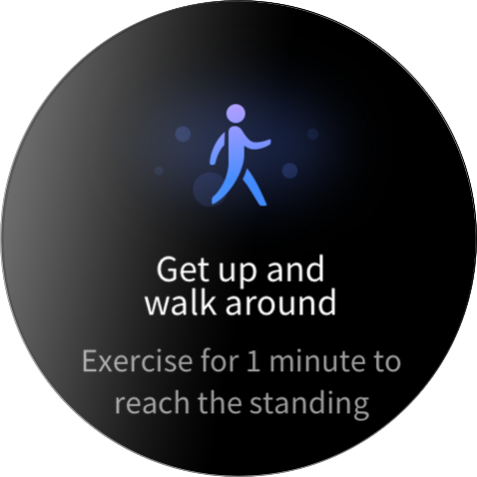 Get up and
walk around
Exercise for 1 minute to
reach the standing